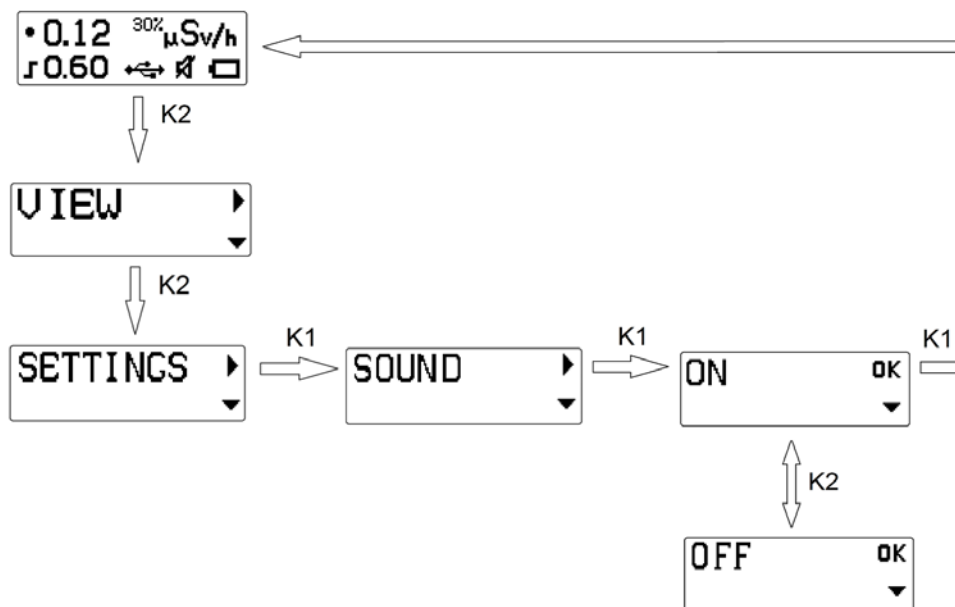 0.12 30% µSv/h
0.60
K2
VIEW
K2
SETTINGS
K1
SOUND
K1
ON OK
K1
K2
OFF OK